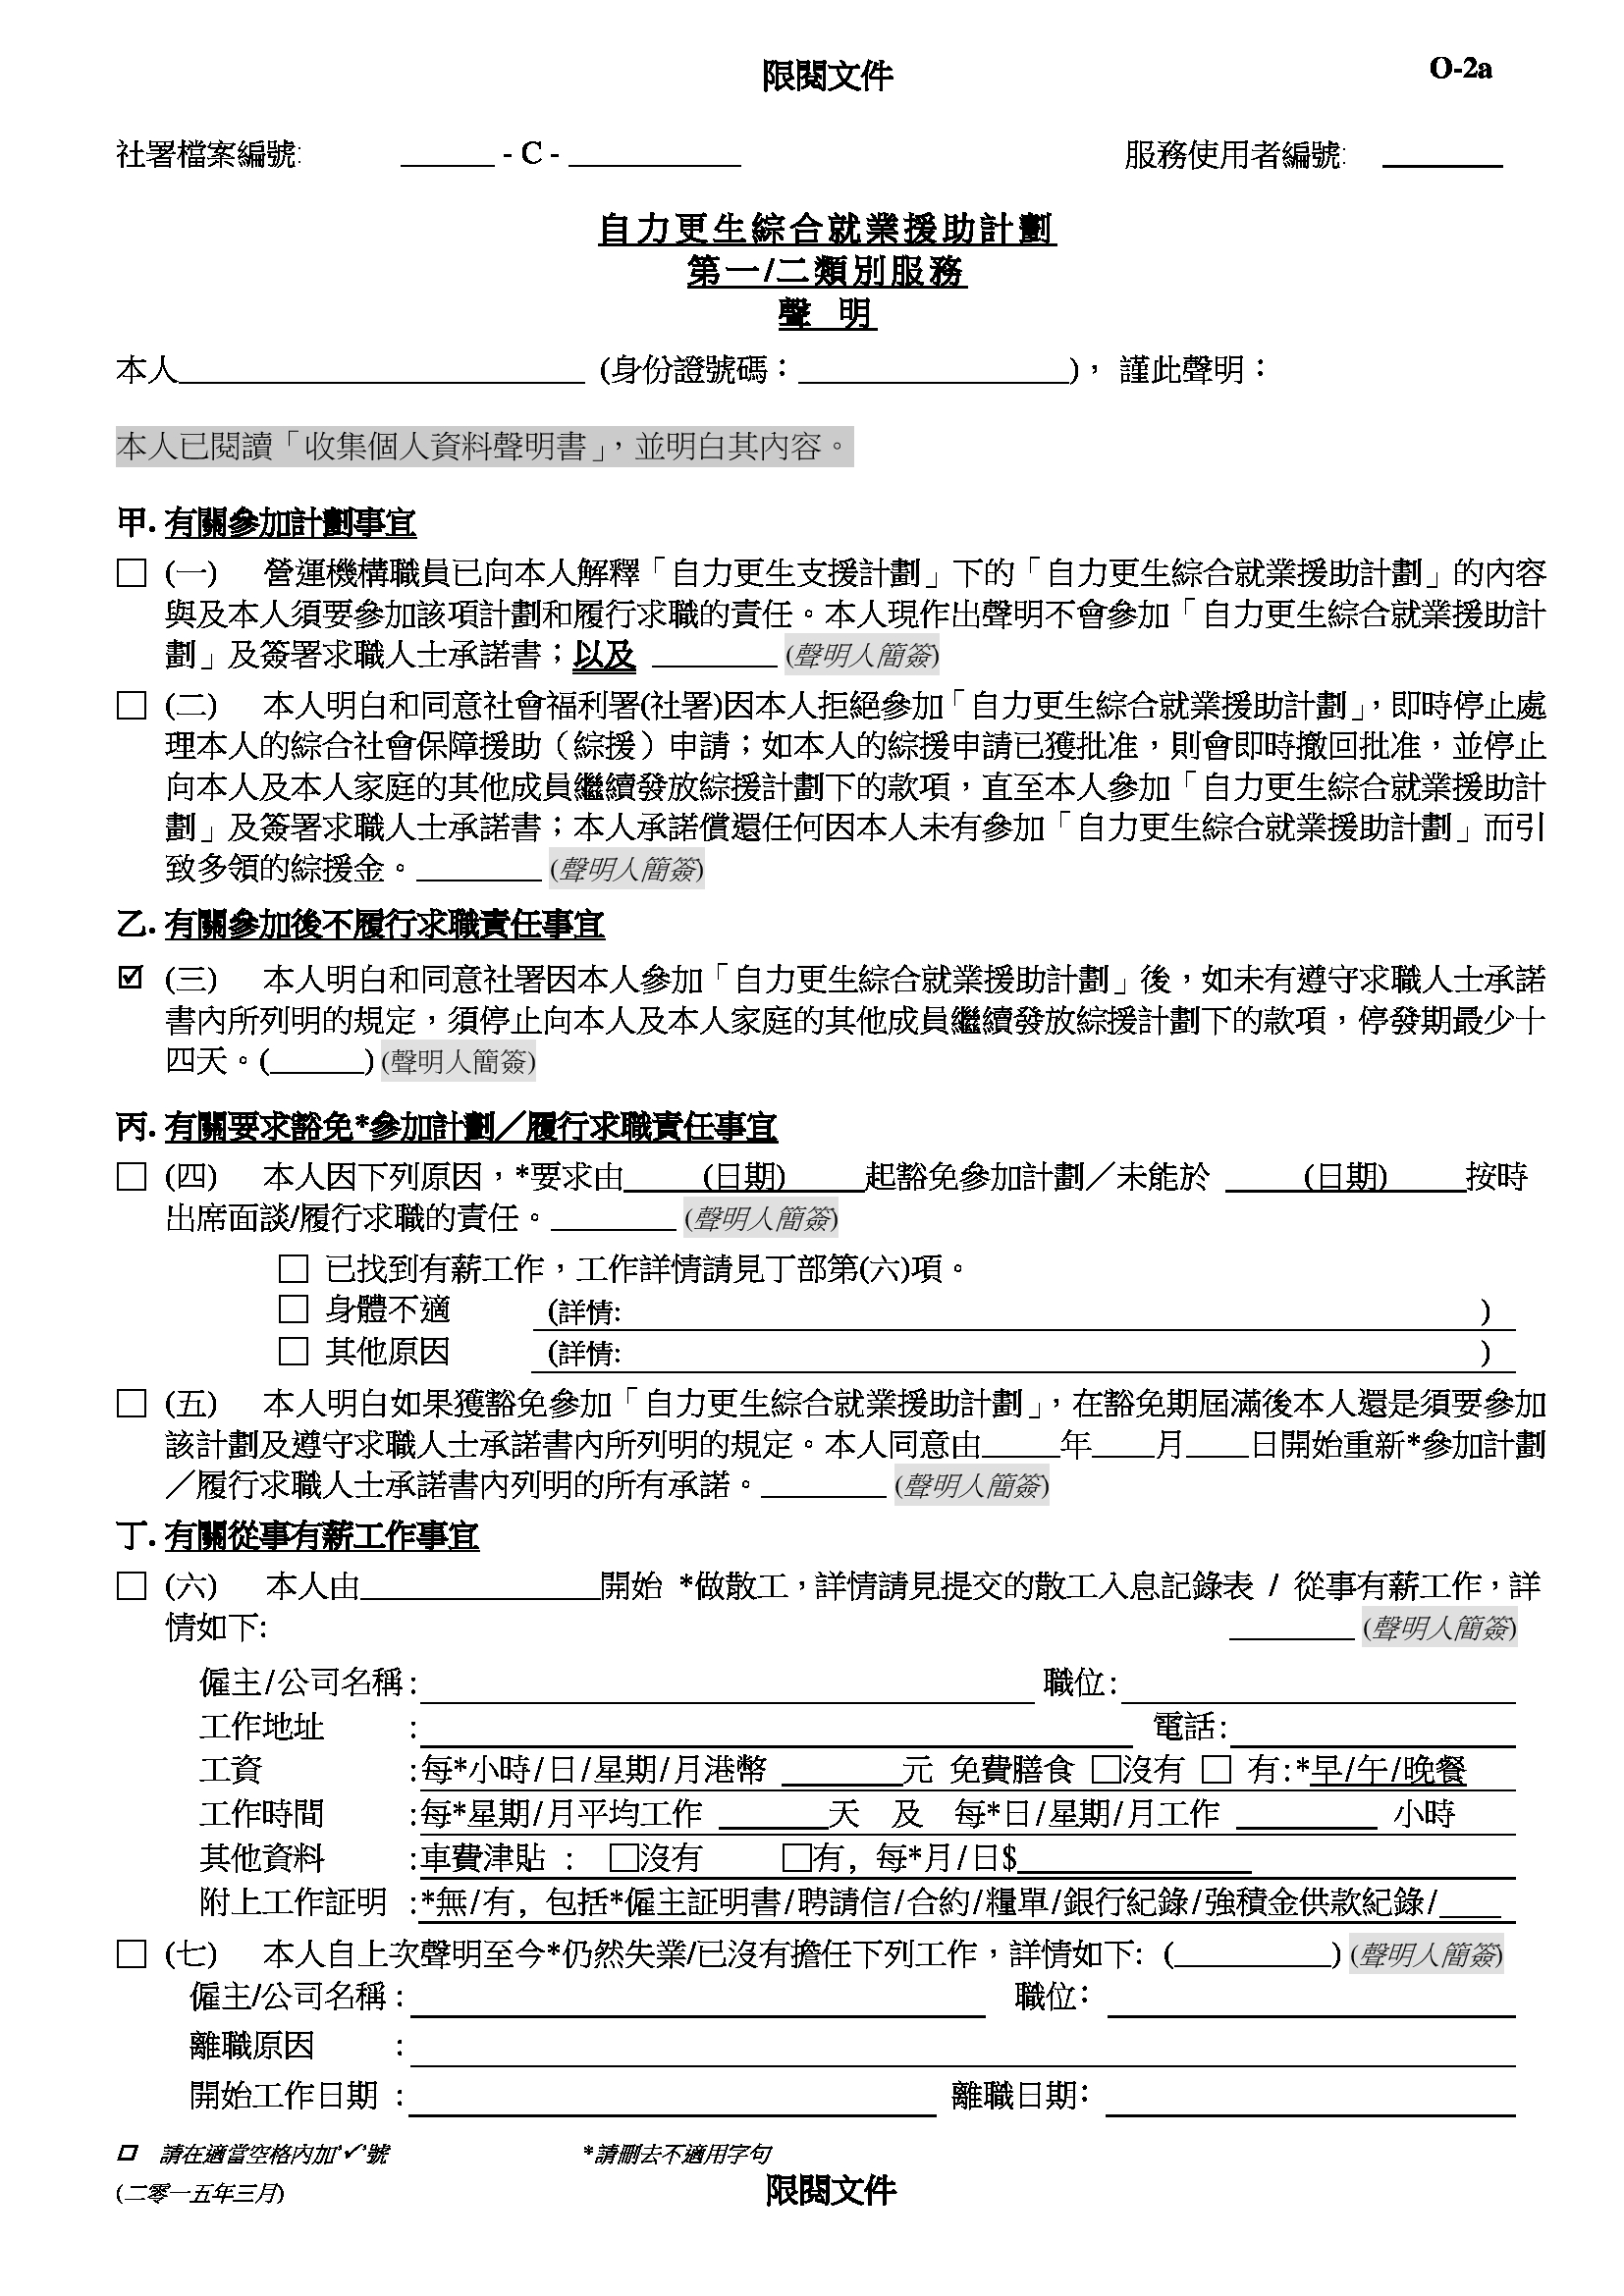 限閱文件
O-2a
社署檔案編號: ______ - C - ___________ 服務使用者編號: ________
自力更生綜合就業援助計劃
第一/二類別服務
聲 明
本人__________________________ (身份證號碼：_________________)， 謹此聲明：
本人已閱讀「收集個人資料聲明書」，並明白其內容。
甲. 有關參加計劃事宜
☐ (一) 營運機構職員已向本人解釋「自力更生支援計劃」下的「自力更生綜合就業援助計劃」的內容
與及本人須要參加該項計劃和履行求職的責任。本人現作出聲明不會參加「自力更生綜合就業援助計
劃」及簽署求職人士承諾書；以及 ________ (聲明人簡簽)
☐ (二) 本人明白和同意社會福利署(社署)因本人拒絕參加「自力更生綜合就業援助計劃」，即時停止處
理本人的綜合社會保障援助（綜援）申請；如本人的綜援申請已獲批准，則會即時撤回批准，並停止
向本人及本人家庭的其他成員繼續發放綜援計劃下的款項，直至本人參加「自力更生綜合就業援助計
劃」及簽署求職人士承諾書；本人承諾償還任何因本人未有參加「自力更生綜合就業援助計劃」而引
致多領的綜援金。________ (聲明人簡簽)
乙. 有關參加後不履行求職責任事宜
☑ (三) 本人明白和同意社署因本人參加「自力更生綜合就業援助計劃」後，如未有遵守求職人士承諾
書內所列明的規定，須停止向本人及本人家庭的其他成員繼續發放綜援計劃下的款項，停發期最少十
四天。(______) (聲明人簡簽)
丙. 有關要求豁免*參加計劃／履行求職責任事宜
☐ (四) 本人因下列原因，*要求由_____(日期)_____起豁免參加計劃／未能於 _____(日期)_____按時
出席面談/履行求職的責任。________ (聲明人簡簽)
☐ 已找到有薪工作，工作詳情請見丁部第(六)項。
☐ 身體不適 (詳情: )
☐ 其他原因 (詳情: )
☐ (五) 本人明白如果獲豁免參加「自力更生綜合就業援助計劃」，在豁免期屆滿後本人還是須要參加
該計劃及遵守求職人士承諾書內所列明的規定。本人同意由____年____月____日開始重新*參加計劃
／履行求職人士承諾書內列明的所有承諾。________ (聲明人簡簽)
丁. 有關從事有薪工作事宜
☐ (六) 本人由_______________開始 *做散工，詳情請見提交的散工入息記錄表 / 從事有薪工作，詳
情如下: ________ (聲明人簡簽)
僱主/公司名稱: 職位:
工作地址 : 電話:
工資 :每*小時/日/星期/月港幣 ________元 免費膳食 ☐沒有 ☐ 有:*早/午/晚餐
工作時間 :每*星期/月平均工作 _______天 及 每*日/星期/月工作 _________ 小時
其他資料 :車費津貼 : ☐沒有 ☐有, 每*月/日$_______________
附上工作証明 :*無/有, 包括*僱主証明書/聘請信/合約/糧單/銀行紀錄/強積金供款紀錄/____
☐ (七) 本人自上次聲明至今*仍然失業/已沒有擔任下列工作，詳情如下: (__________) (聲明人簡簽)
僱主/公司名稱: 職位:
離職原因 :
開始工作日期 : 離職日期:
☐ 請在適當空格內加'✓'號 *請刪去不適用字句
(二零一五年三月)
限閱文件